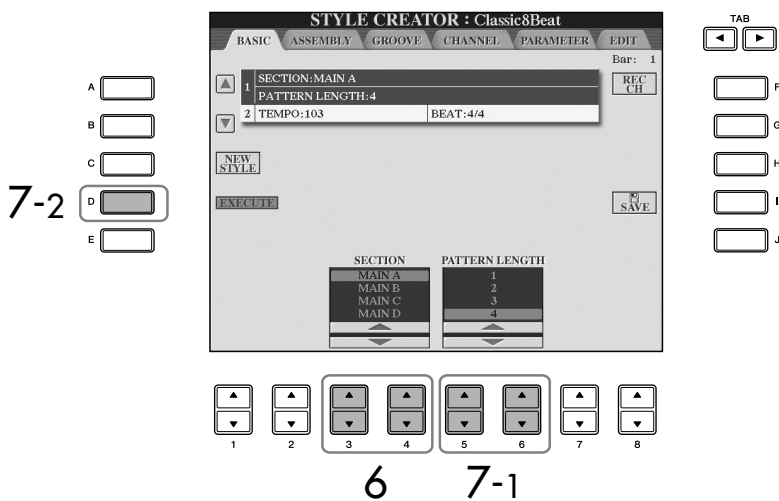 STYLE CREATOR : Classic8Beat
TAB
BASIC ASSEMBLY GROOVE CHANNEL PARAMETER EDIT
Bar: 1
1 SECTION:MAIN A
PATTERN LENGTH:4
REC
CH
2 TEMPO:103 BEAT:4/4
NEW
STYLE
EXECUTE
SAVE
A
B
C
D
E
F
G
H
I
J
7-2
SECTION PATTERN LENGTH
MAIN A 1
MAIN B 2
MAIN C 3
MAIN D 4
1 2 3 4 5 6 7 8
6 7-1